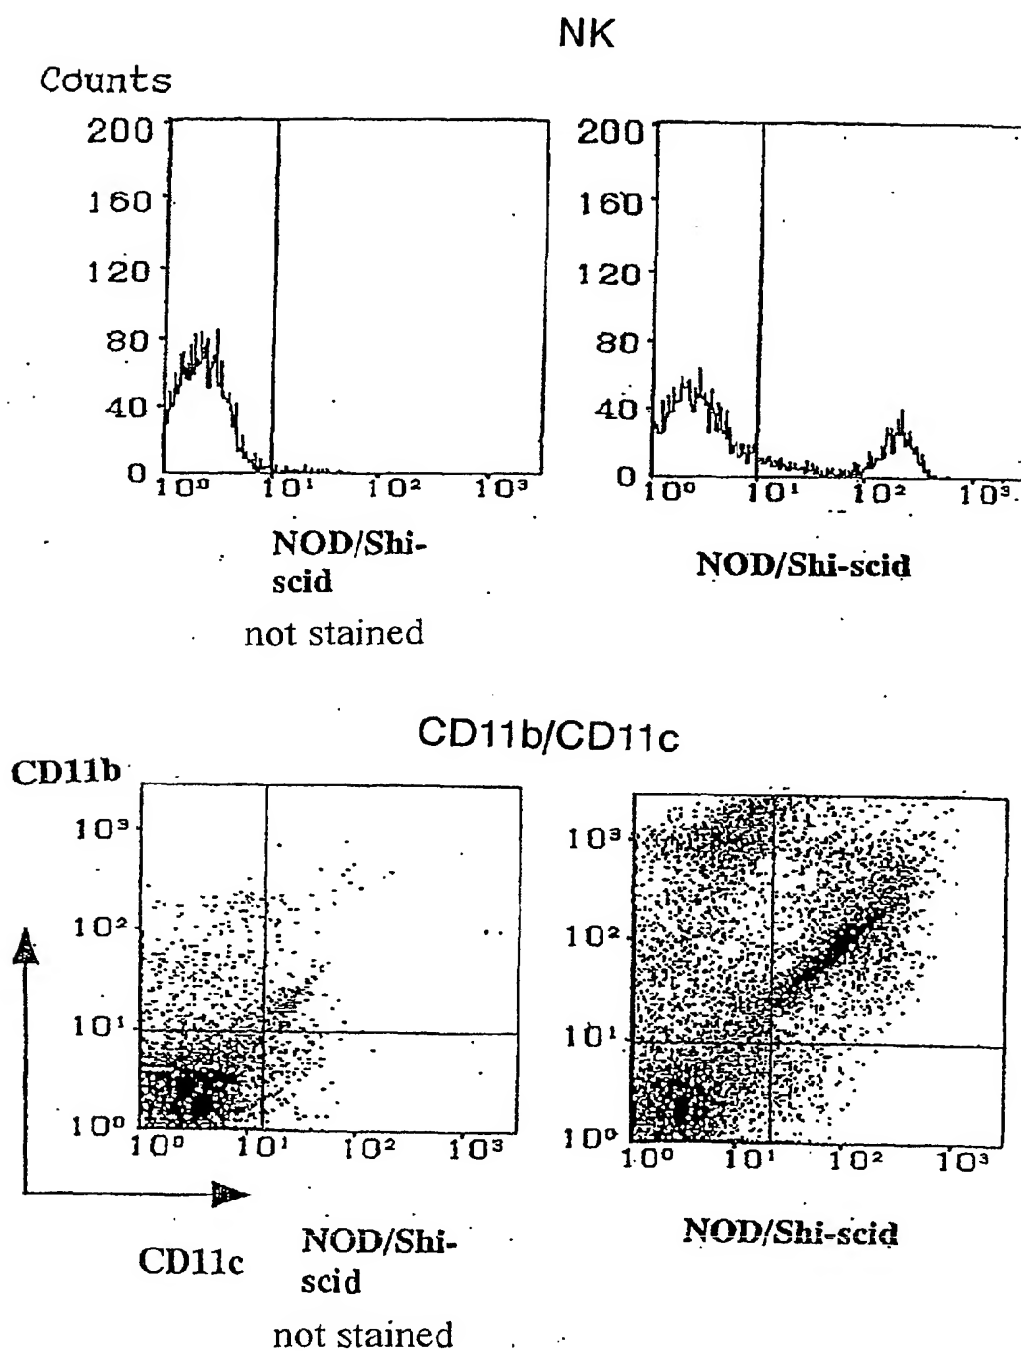 NK
Counts
200
160
120
80
40
0
10⁰ 10¹ 10² 10³
NOD/Shi-
scid
not stained
200
160
120
80
40
0
10⁰ 10¹ 10² 10³
NOD/Shi-scid
CD11b/CD11c
CD11b
10³
10²
10¹
10⁰
10⁰ 10¹ 10² 10³
CD11c
NOD/Shi-
scid
not stained
10³
10²
10¹
10⁰
10⁰ 10¹ 10² 10³
NOD/Shi-scid